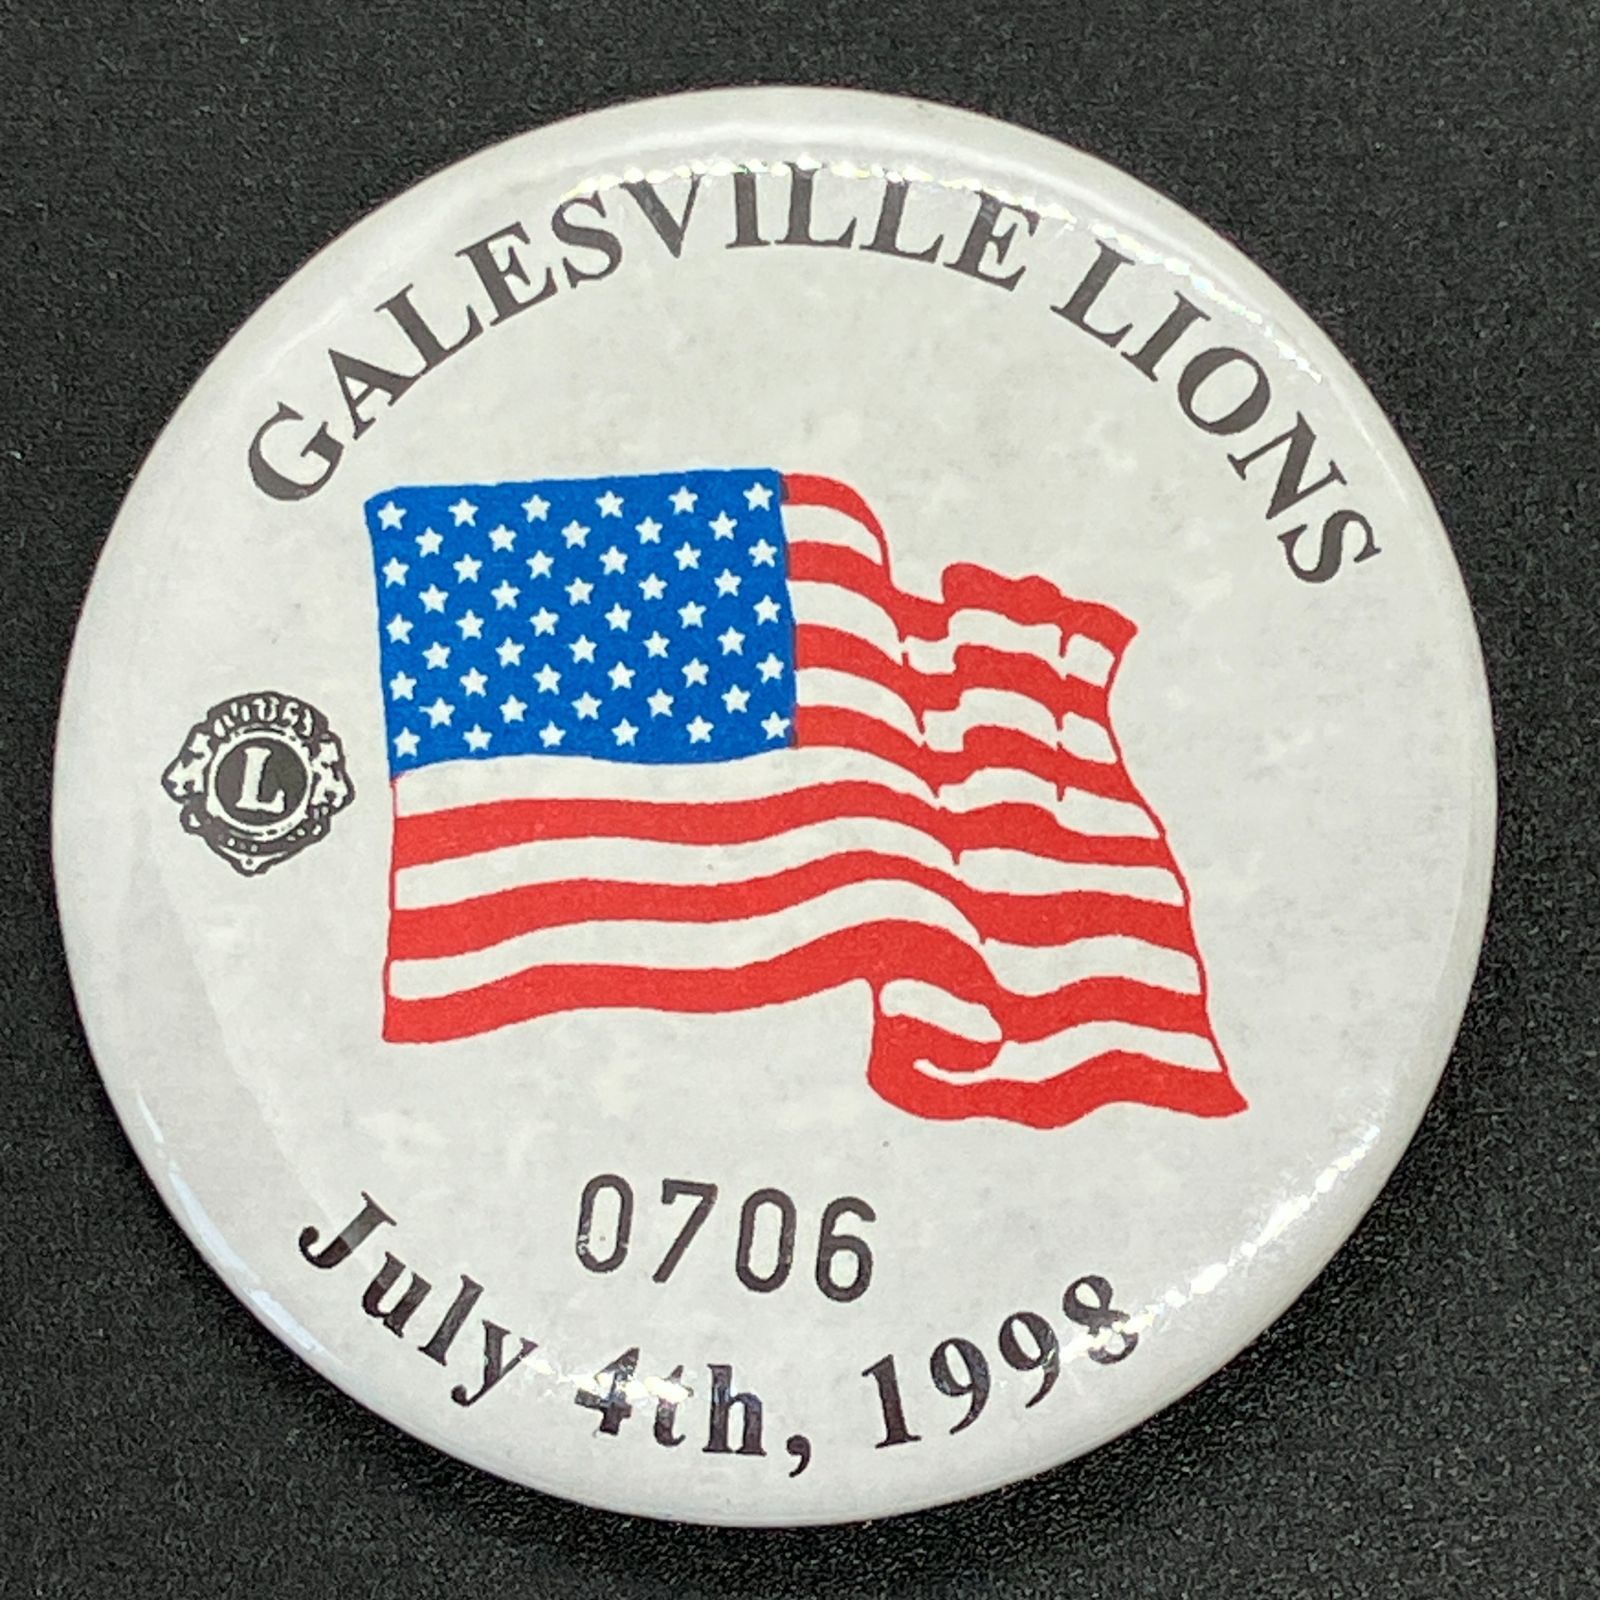 GALESVILLE LIONS
L
0706
July 4th, 1998